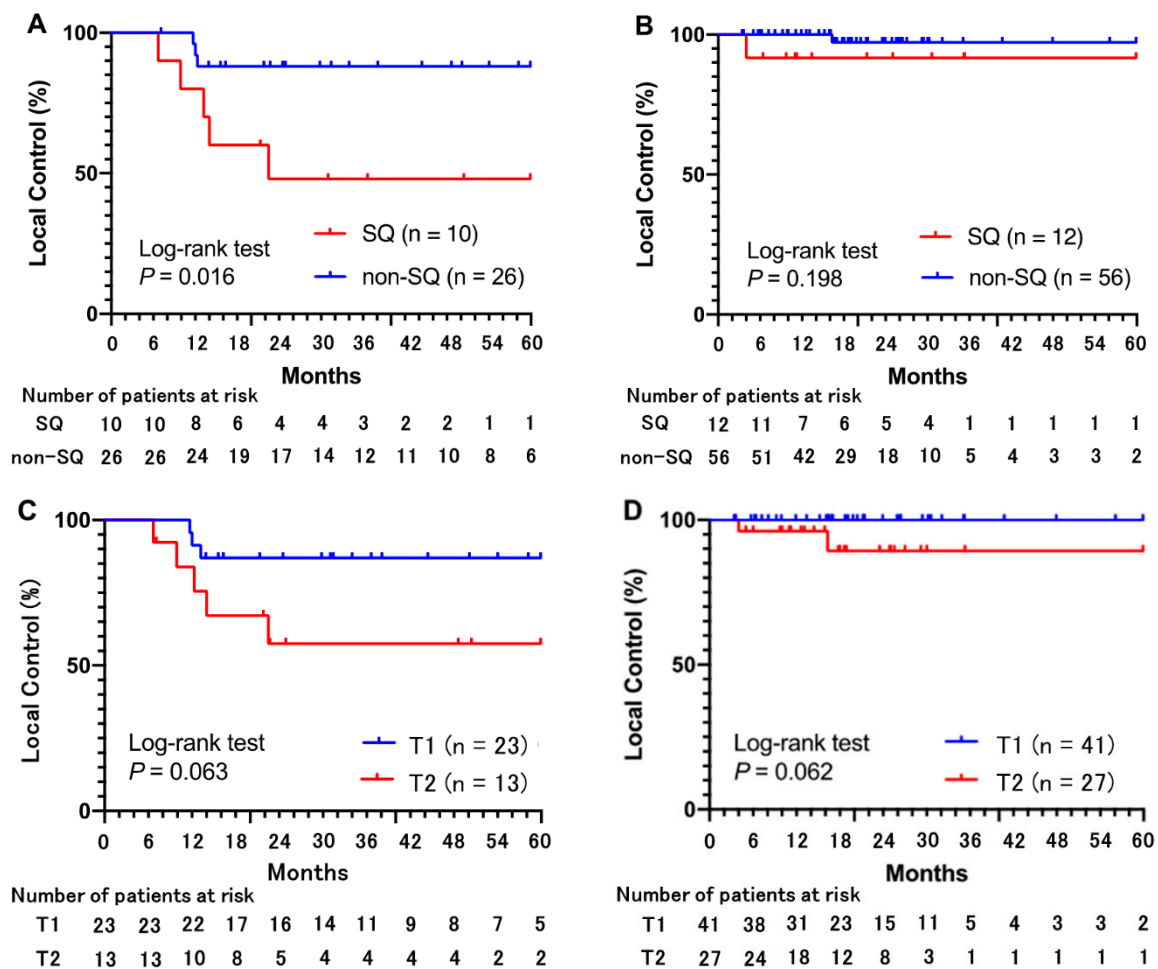 A
Local Control (%)
100
50
0
Log-rank test
P = 0.016
SQ (n = 10)
non-SQ (n = 26)
0 6 12 18 24 30 36 42 48 54 60
Months
Number of patients at risk
SQ 10 10 8 6 4 4 3 2 2 1 1
non-SQ 26 26 24 19 17 14 12 11 10 8 6
B
Local Control (%)
100
50
0
Log-rank test
P = 0.198
SQ (n = 12)
non-SQ (n = 56)
0 6 12 18 24 30 36 42 48 54 60
Months
Number of patients at risk
SQ 12 11 7 6 5 4 1 1 1 1 1
non-SQ 56 51 42 29 18 10 5 4 3 3 2
C
Local Control (%)
100
50
0
Log-rank test
P = 0.063
T1 (n = 23)
T2 (n = 13)
0 6 12 18 24 30 36 42 48 54 60
Months
Number of patients at risk
T1 23 23 22 17 16 14 11 9 8 7 5
T2 13 13 10 8 5 4 4 4 4 2 2
D
Local Control (%)
100
50
0
Log-rank test
P = 0.062
T1 (n = 41)
T2 (n = 27)
0 6 12 18 24 30 36 42 48 54 60
Months
Number of patients at risk
T1 41 38 31 23 15 11 5 4 3 3 2
T2 27 24 18 12 8 3 1 1 1 1 1